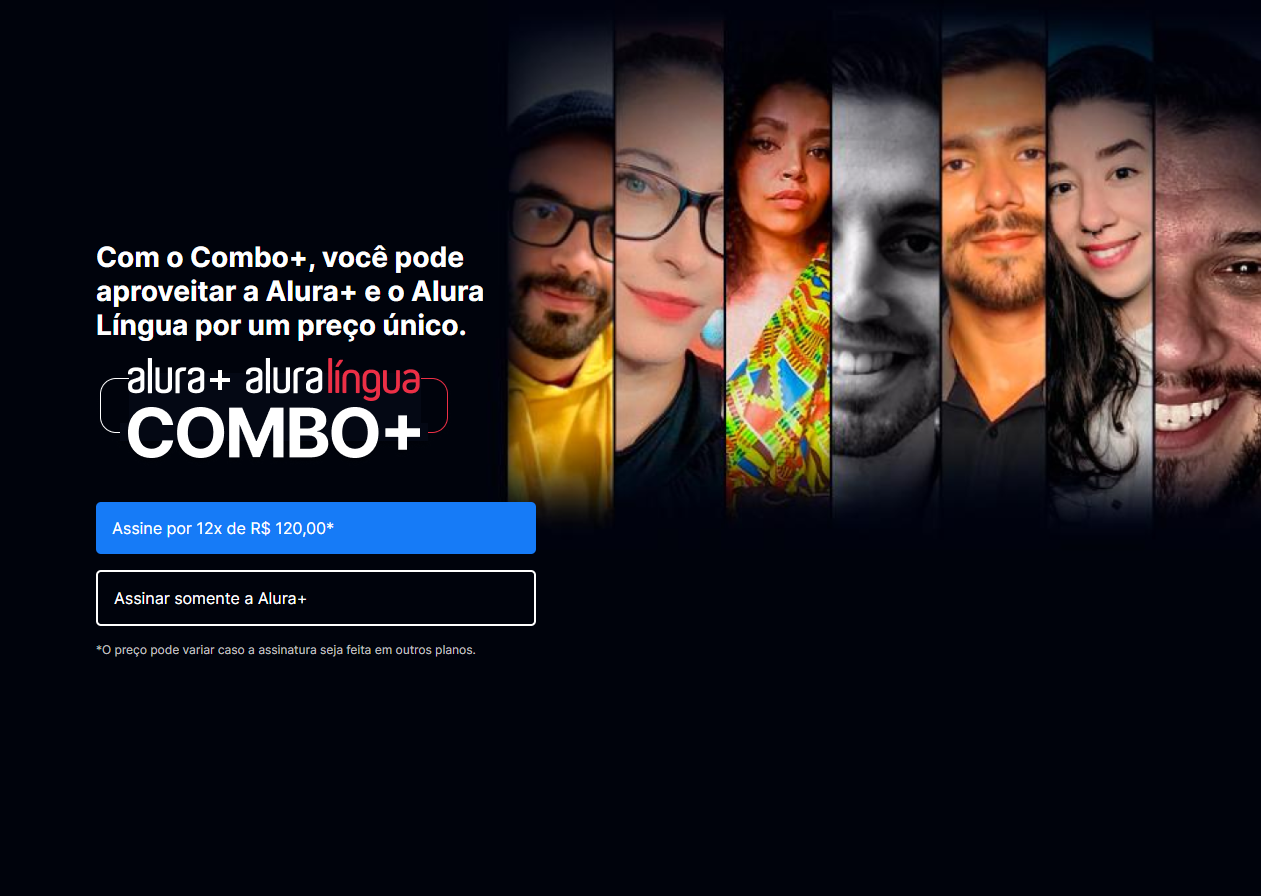 Com o Combo+, você pode
aproveitar a Alura+ e o Alura
Língua por um preço único.
alura+ aluralíngua
COMBO+
Assine por 12x de R$ 120,00*
Assinar somente a Alura+
*O preço pode variar caso a assinatura seja feita em outros planos.